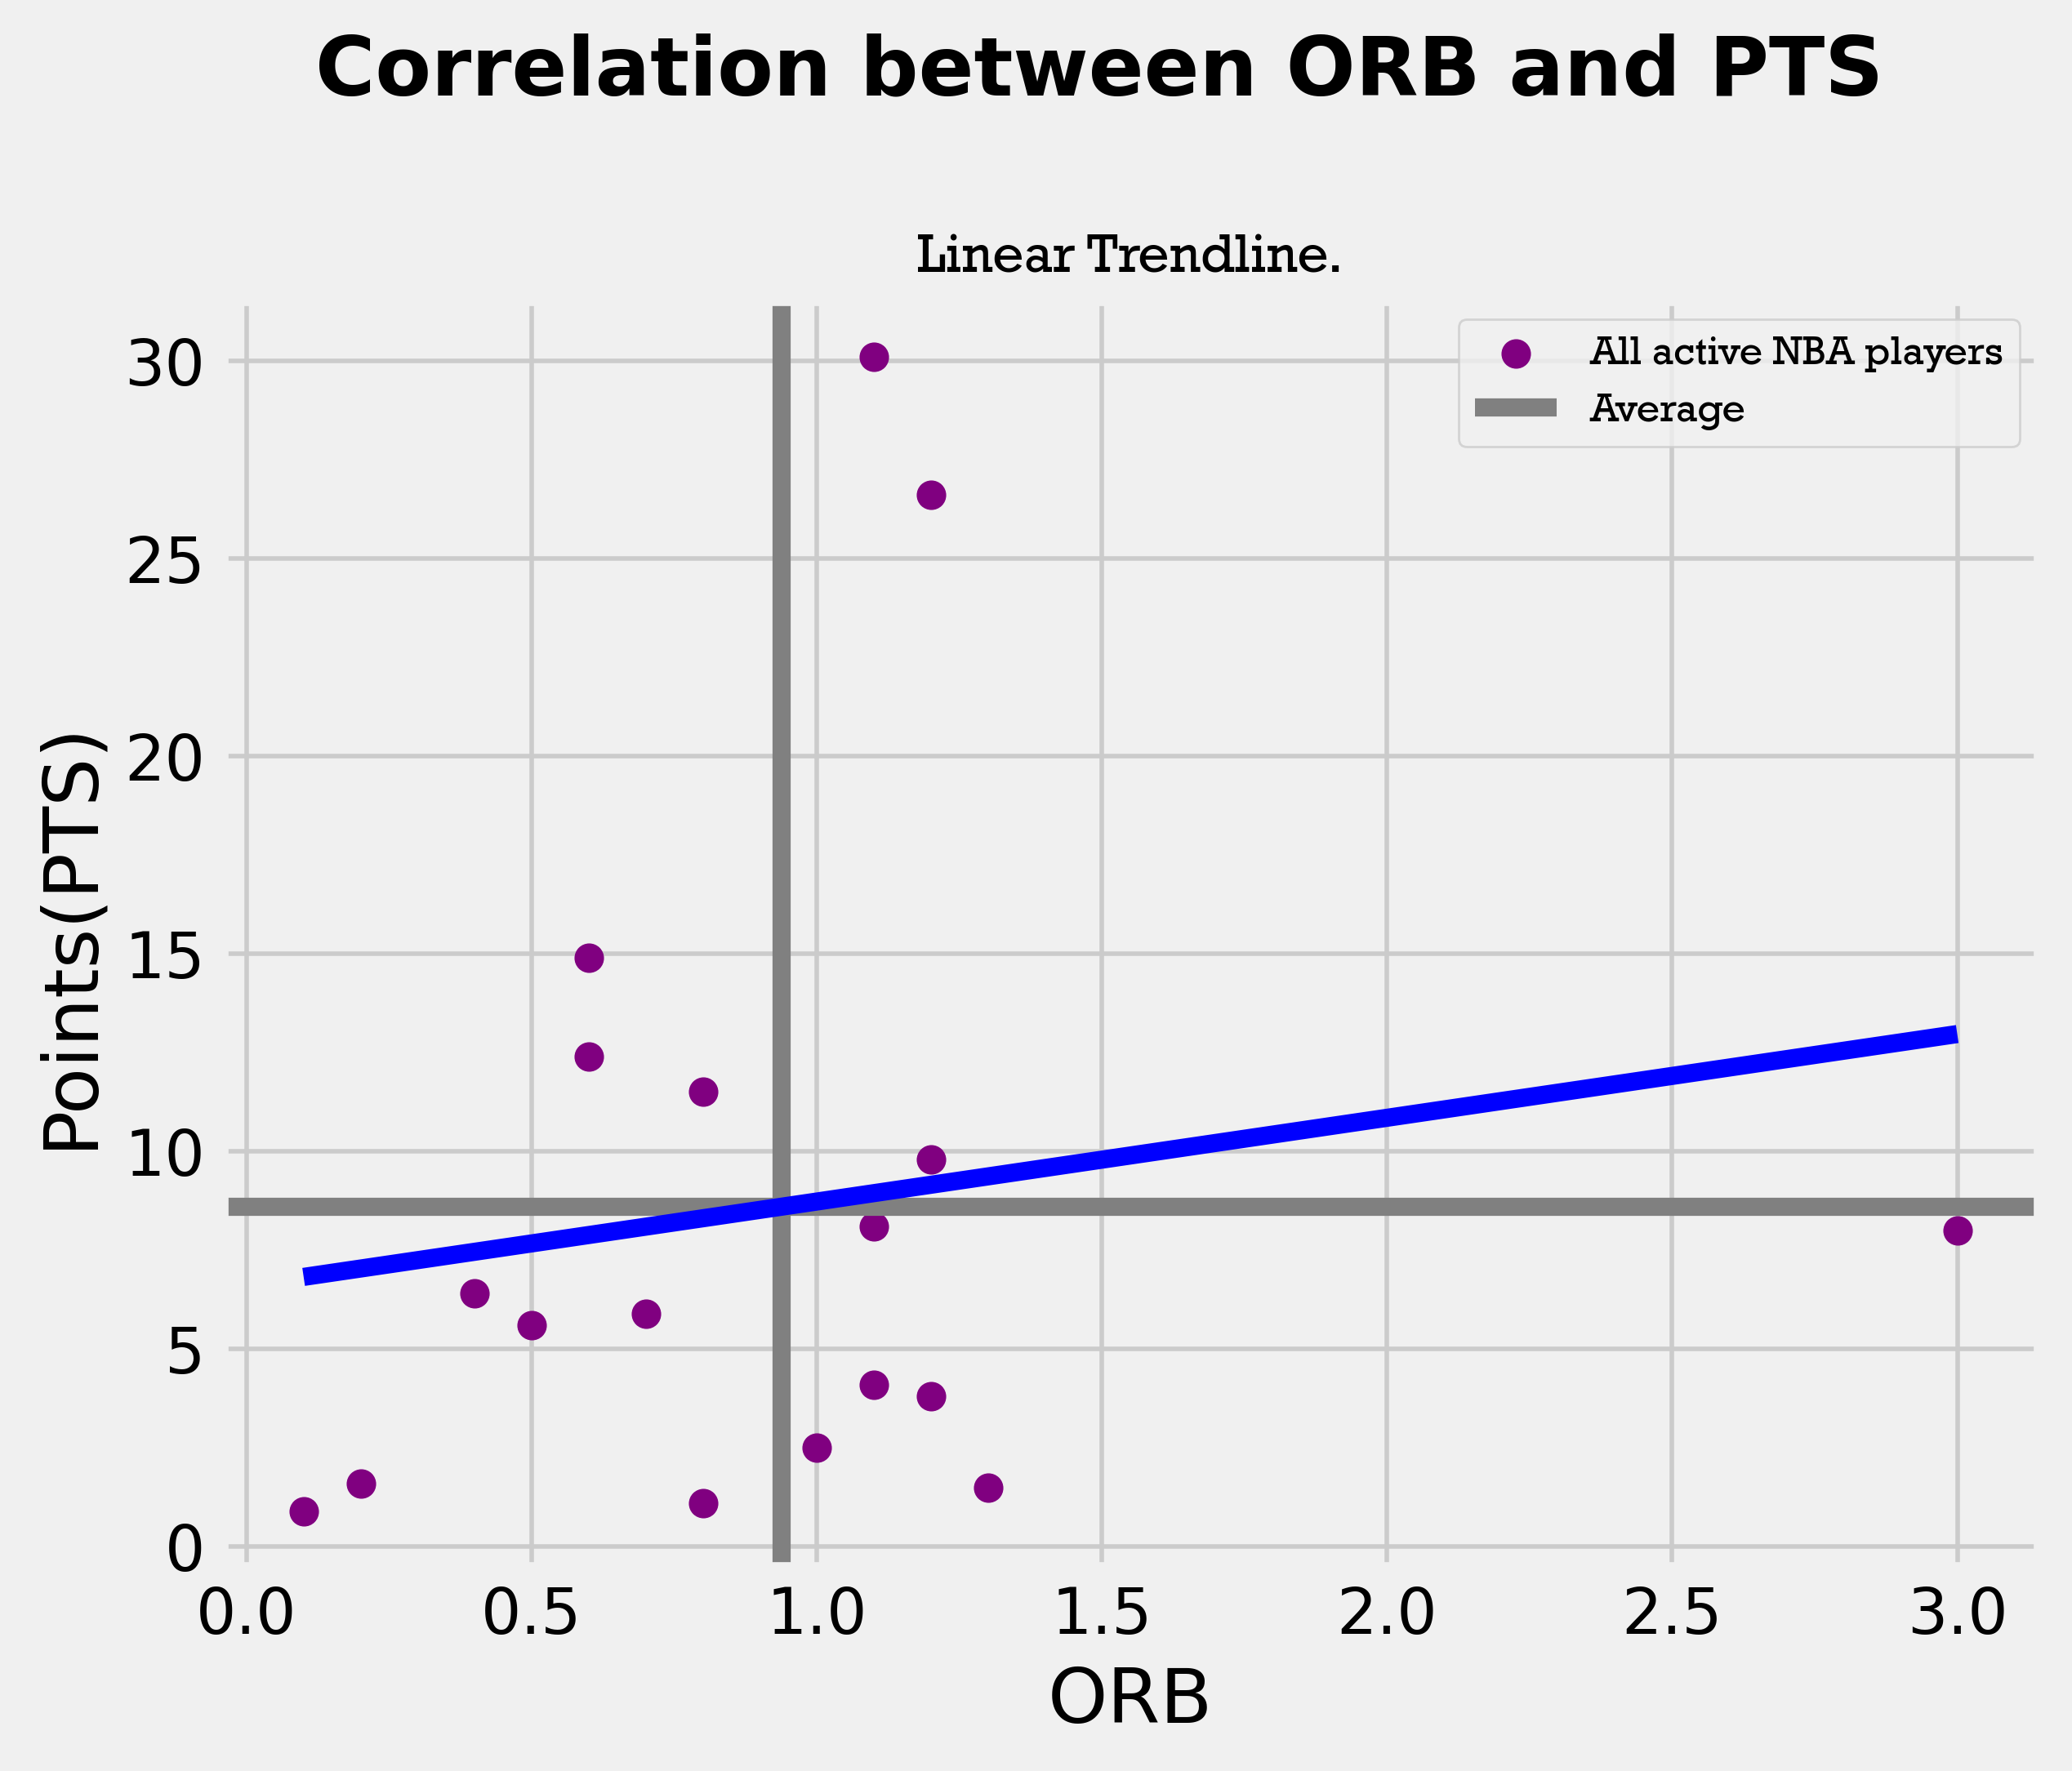 Correlation between ORB and PTS
Linear Trendline.
All active NBA players
Average
30
25
20
15
10
5
0
Points(PTS)
0.0 0.5 1.0 1.5 2.0 2.5 3.0
ORB